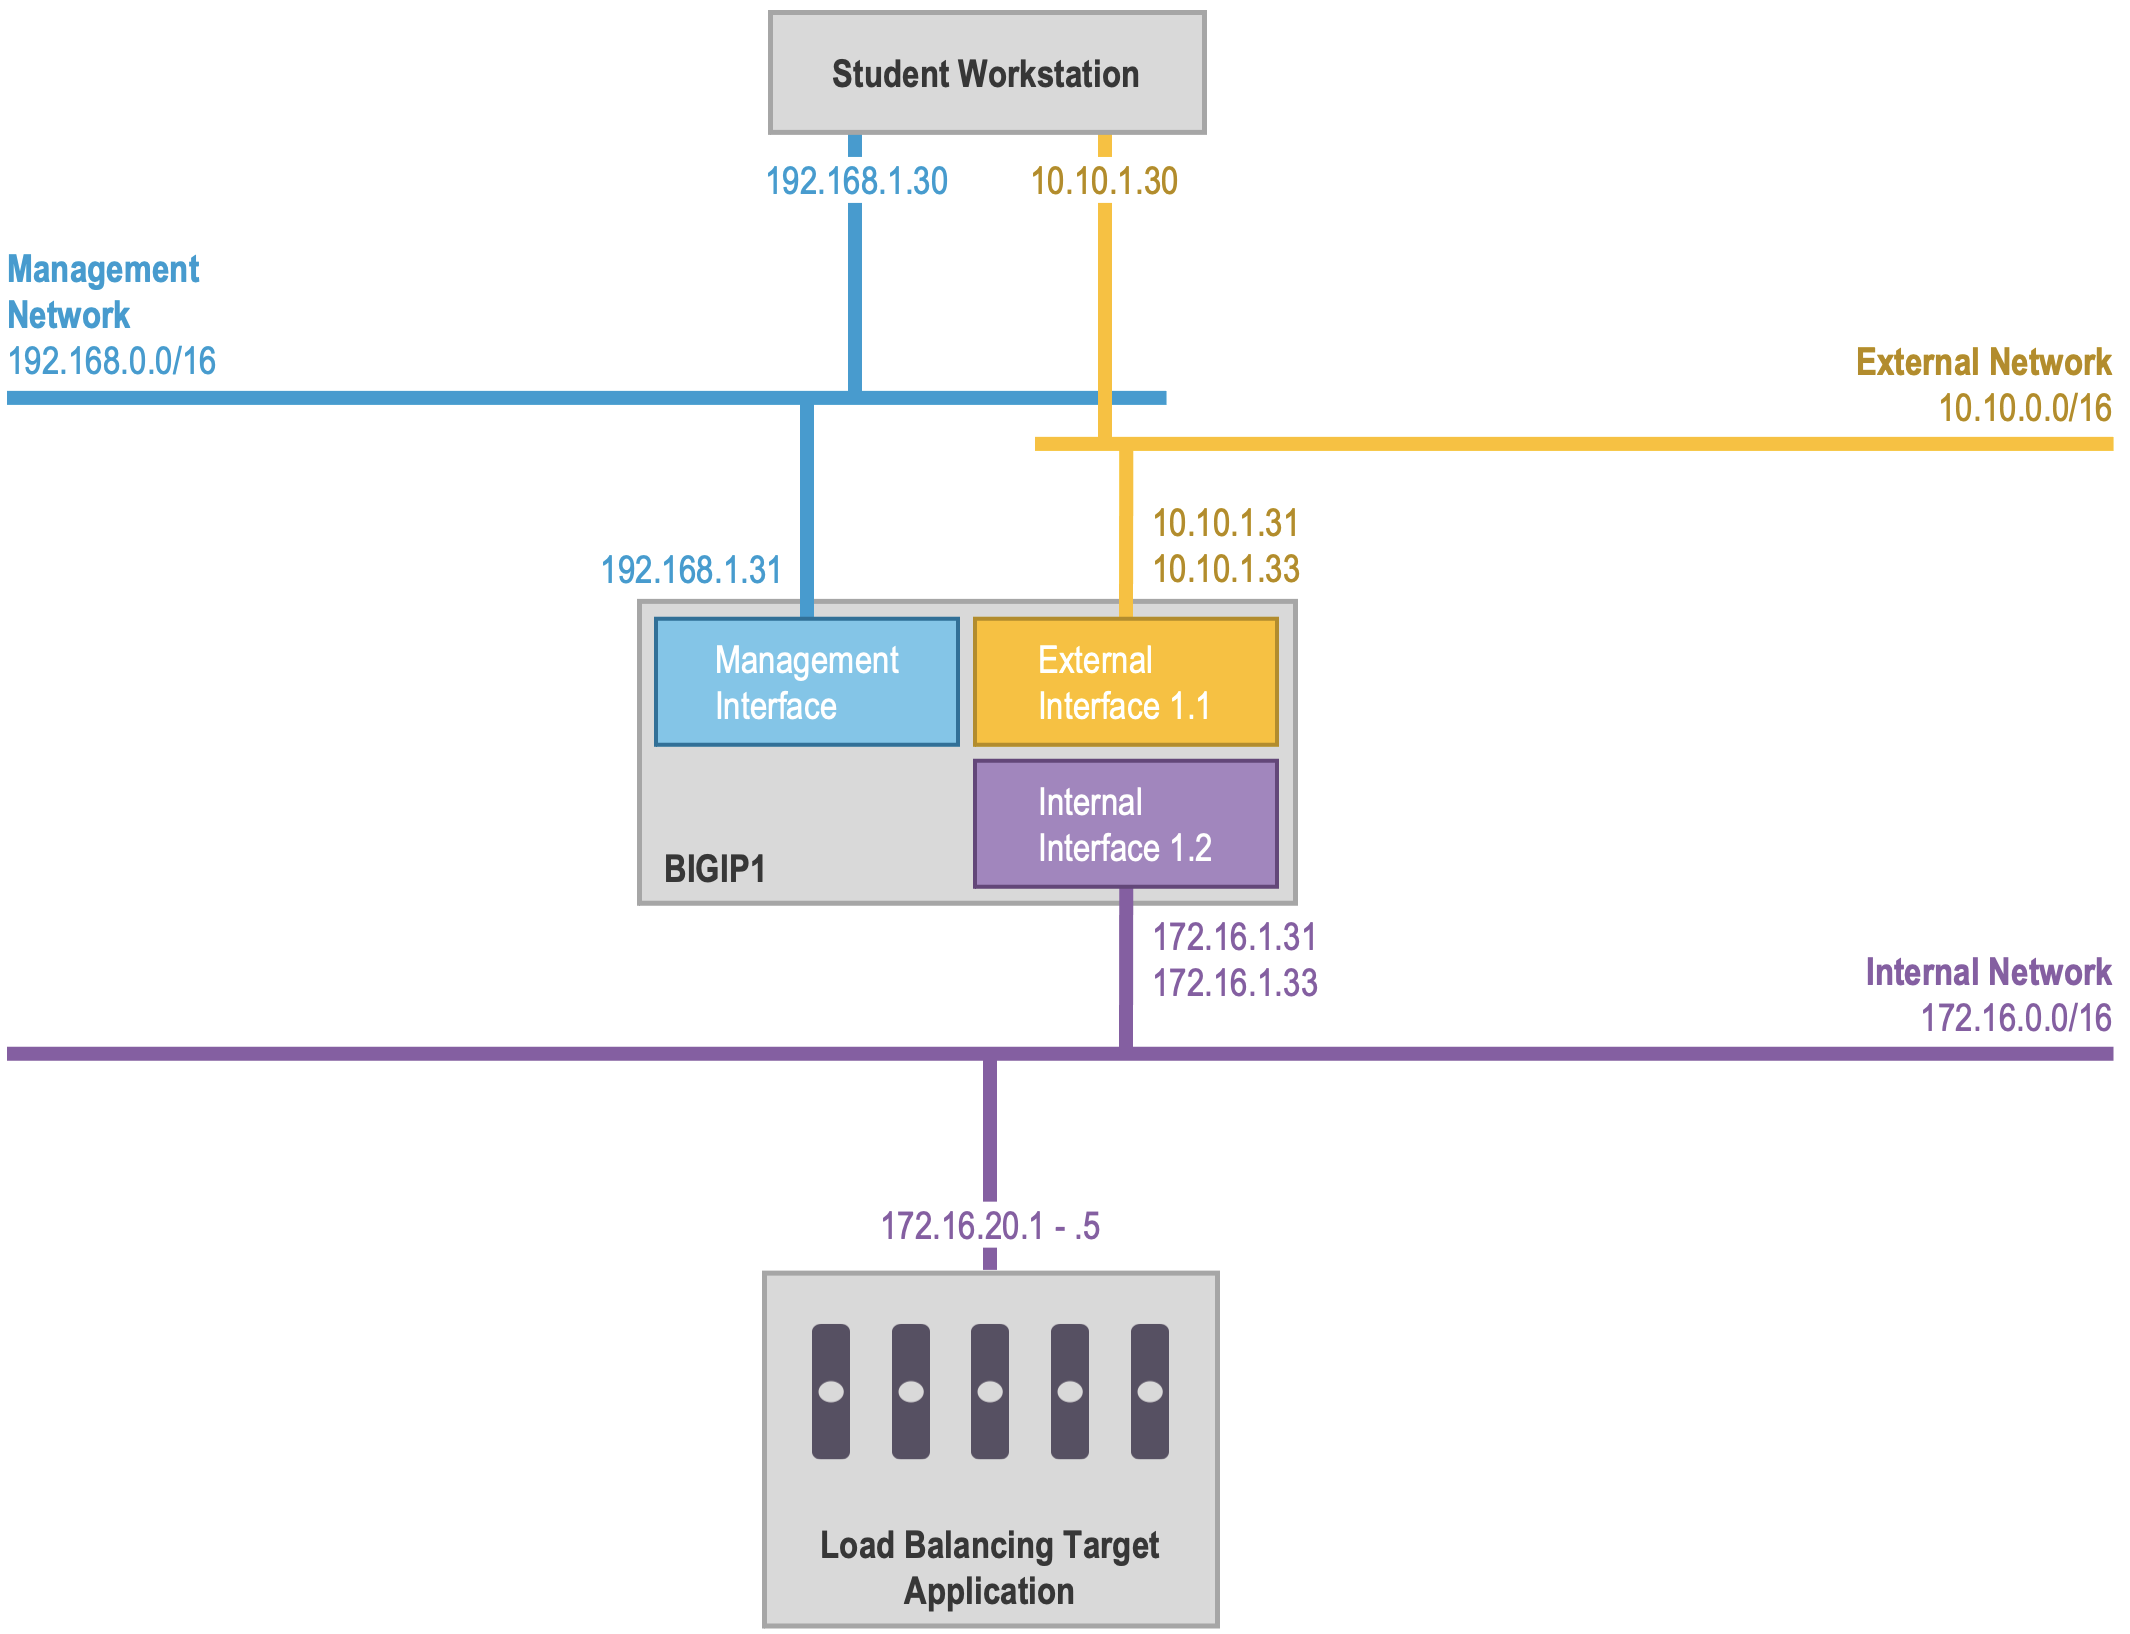 Student Workstation
192.168.1.30
10.10.1.30
Management
Network
192.168.0.0/16
External Network
10.10.0.0/16
10.10.1.31
10.10.1.33
192.168.1.31
Management
Interface
External
Interface 1.1
Internal
Interface 1.2
BIGIP1
172.16.1.31
172.16.1.33
Internal Network
172.16.0.0/16
172.16.20.1 - .5
Load Balancing Target
Application